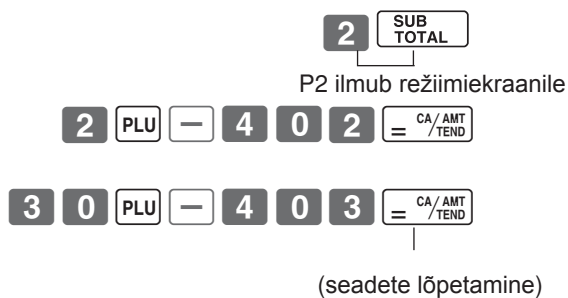 2 SUB TOTAL
P2 ilmub režiimiekraanile
2 PLU − 4 0 2 = CA/AMT/TEND
3 0 PLU − 4 0 3 = CA/AMT/TEND
(seadete lõpetamine)